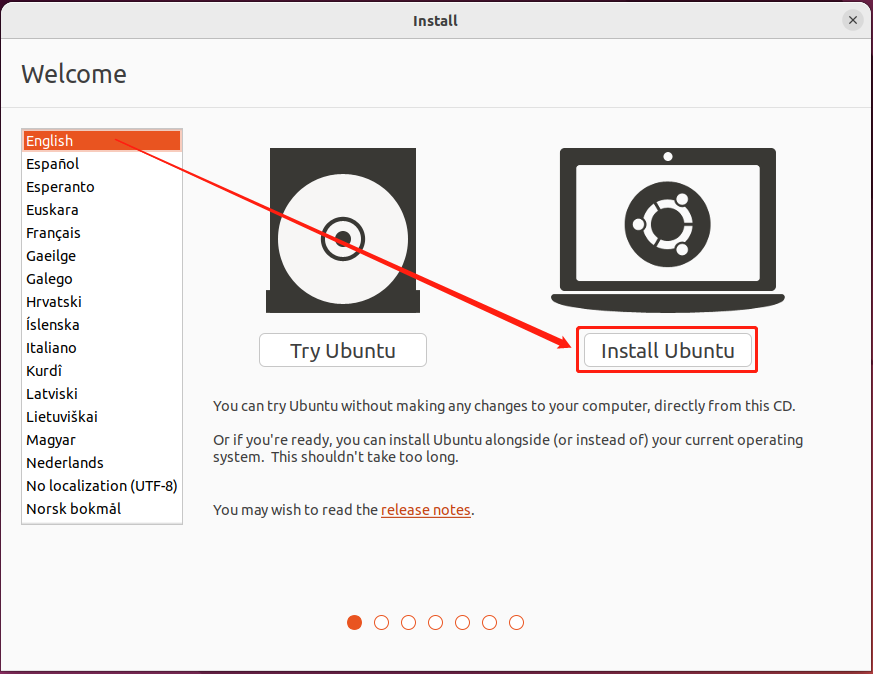 Install
Welcome
English
Español
Esperanto
Euskara
Français
Gaeilge
Galego
Hrvatski
Íslenska
Italiano
Kurdî
Latviski
Lietuviškai
Magyar
Nederlands
No localization (UTF-8)
Norsk bokmål
Try Ubuntu
Install Ubuntu
You can try Ubuntu without making any changes to your computer, directly from this CD.
Or if you're ready, you can install Ubuntu alongside (or instead of) your current operating
system. This shouldn't take too long.
You may wish to read the release notes.